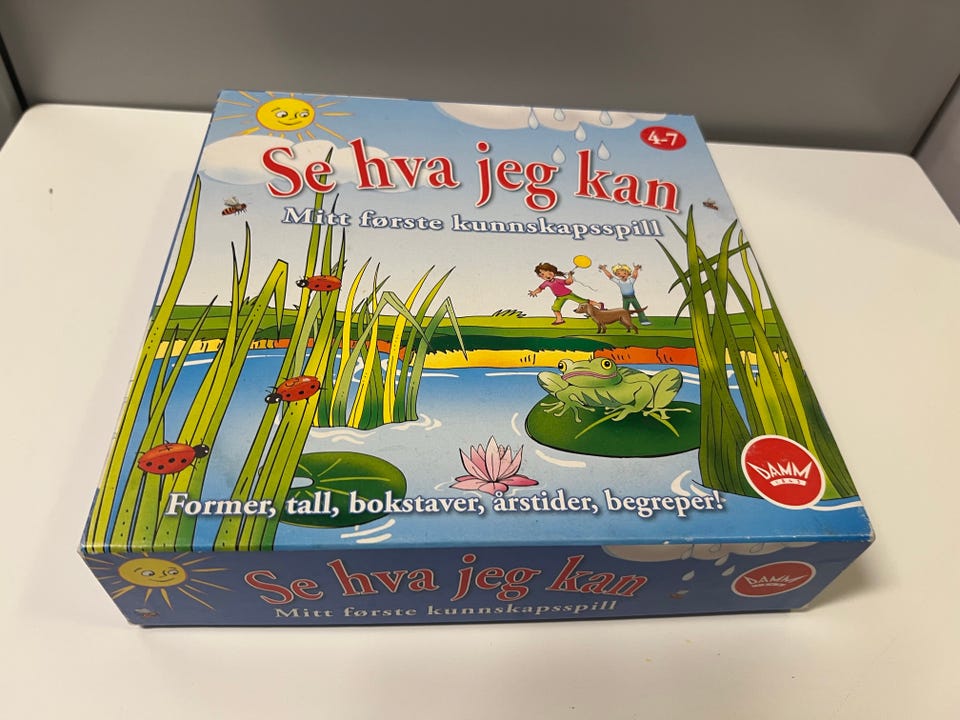 4-7
Se hva jeg kan
Mitt første kunnskapsspill
DAMM
Former, tall, bokstaver, årstider, begreper!
Se hva jeg kan
Mitt første kunnskapsspill
DAMM